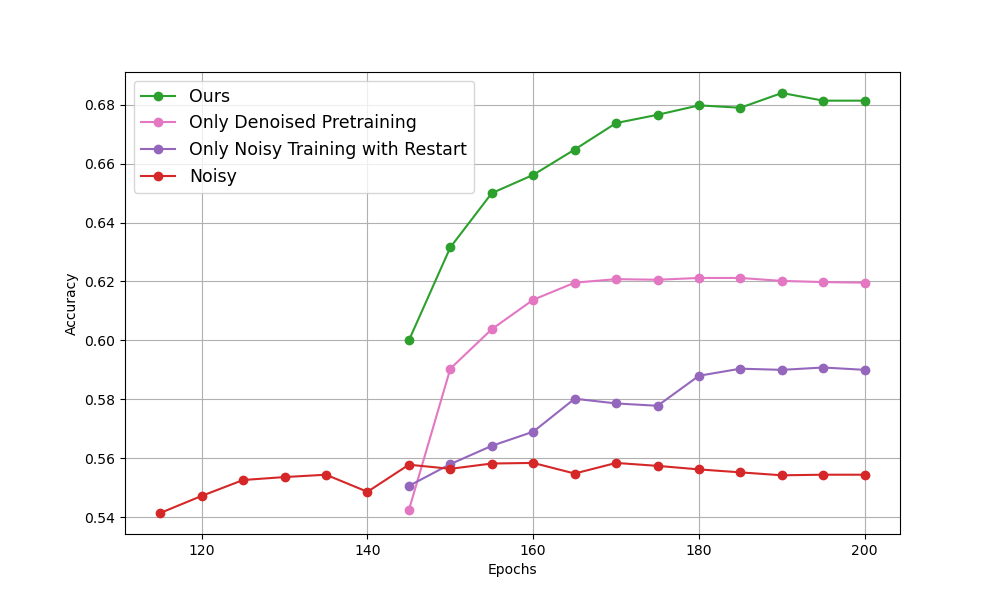 Ours
Only Denoised Pretraining
Only Noisy Training with Restart
Noisy
0.68
0.66
0.64
0.62
0.60
0.58
0.56
0.54
Accuracy
120 140 160 180 200
Epochs